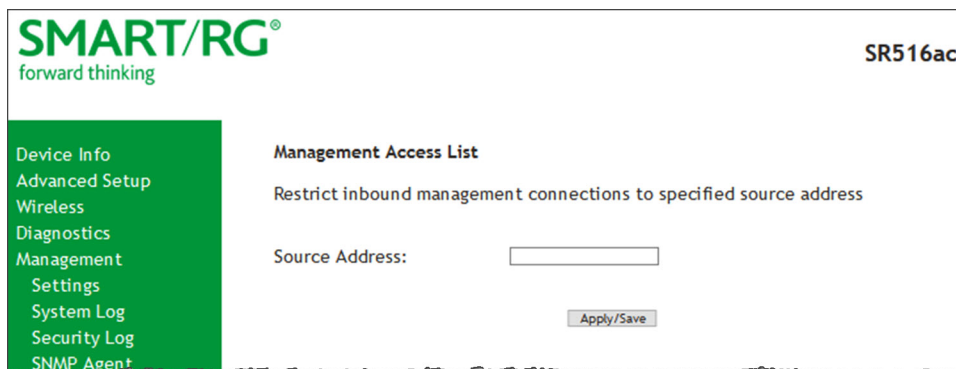 SMART/RG®
forward thinking
SR516ac
Device Info
Advanced Setup
Wireless
Diagnostics
Management
Settings
System Log
Security Log
SNMP Agent
Management Access List
Restrict inbound management connections to specified source address
Source Address:
Apply/Save